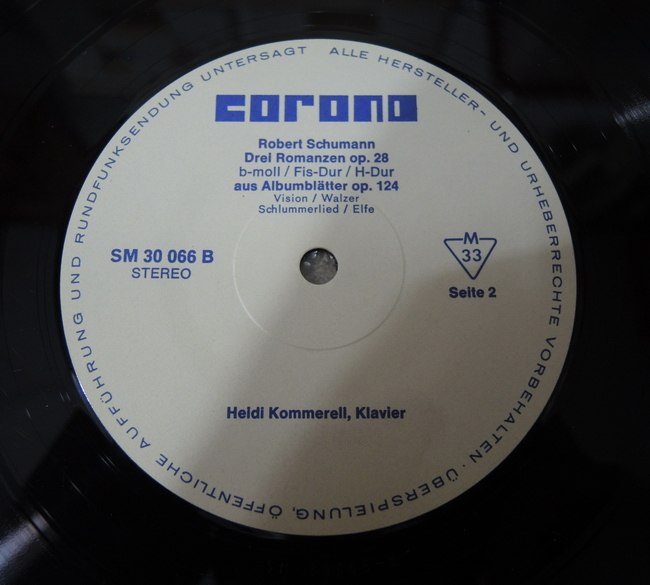 corona
Robert Schumann
Drei Romanzen op. 28
b-moll / Fis-Dur / H-Dur
aus Albumblätter op. 124
Vision / Walzer
Schlummerlied / Elfe
SM 30 066 B
STEREO
M
33
Seite 2
Heidi Kommerell, Klavier
ALLE HERSTELLER- UND URHEBERRECHTE VORBEHALTEN · ÜBERSPIELUNG, ÖFFENTLICHE AUFFÜHRUNG UND RUNDFUNKSENDUNG UNTERSAGT